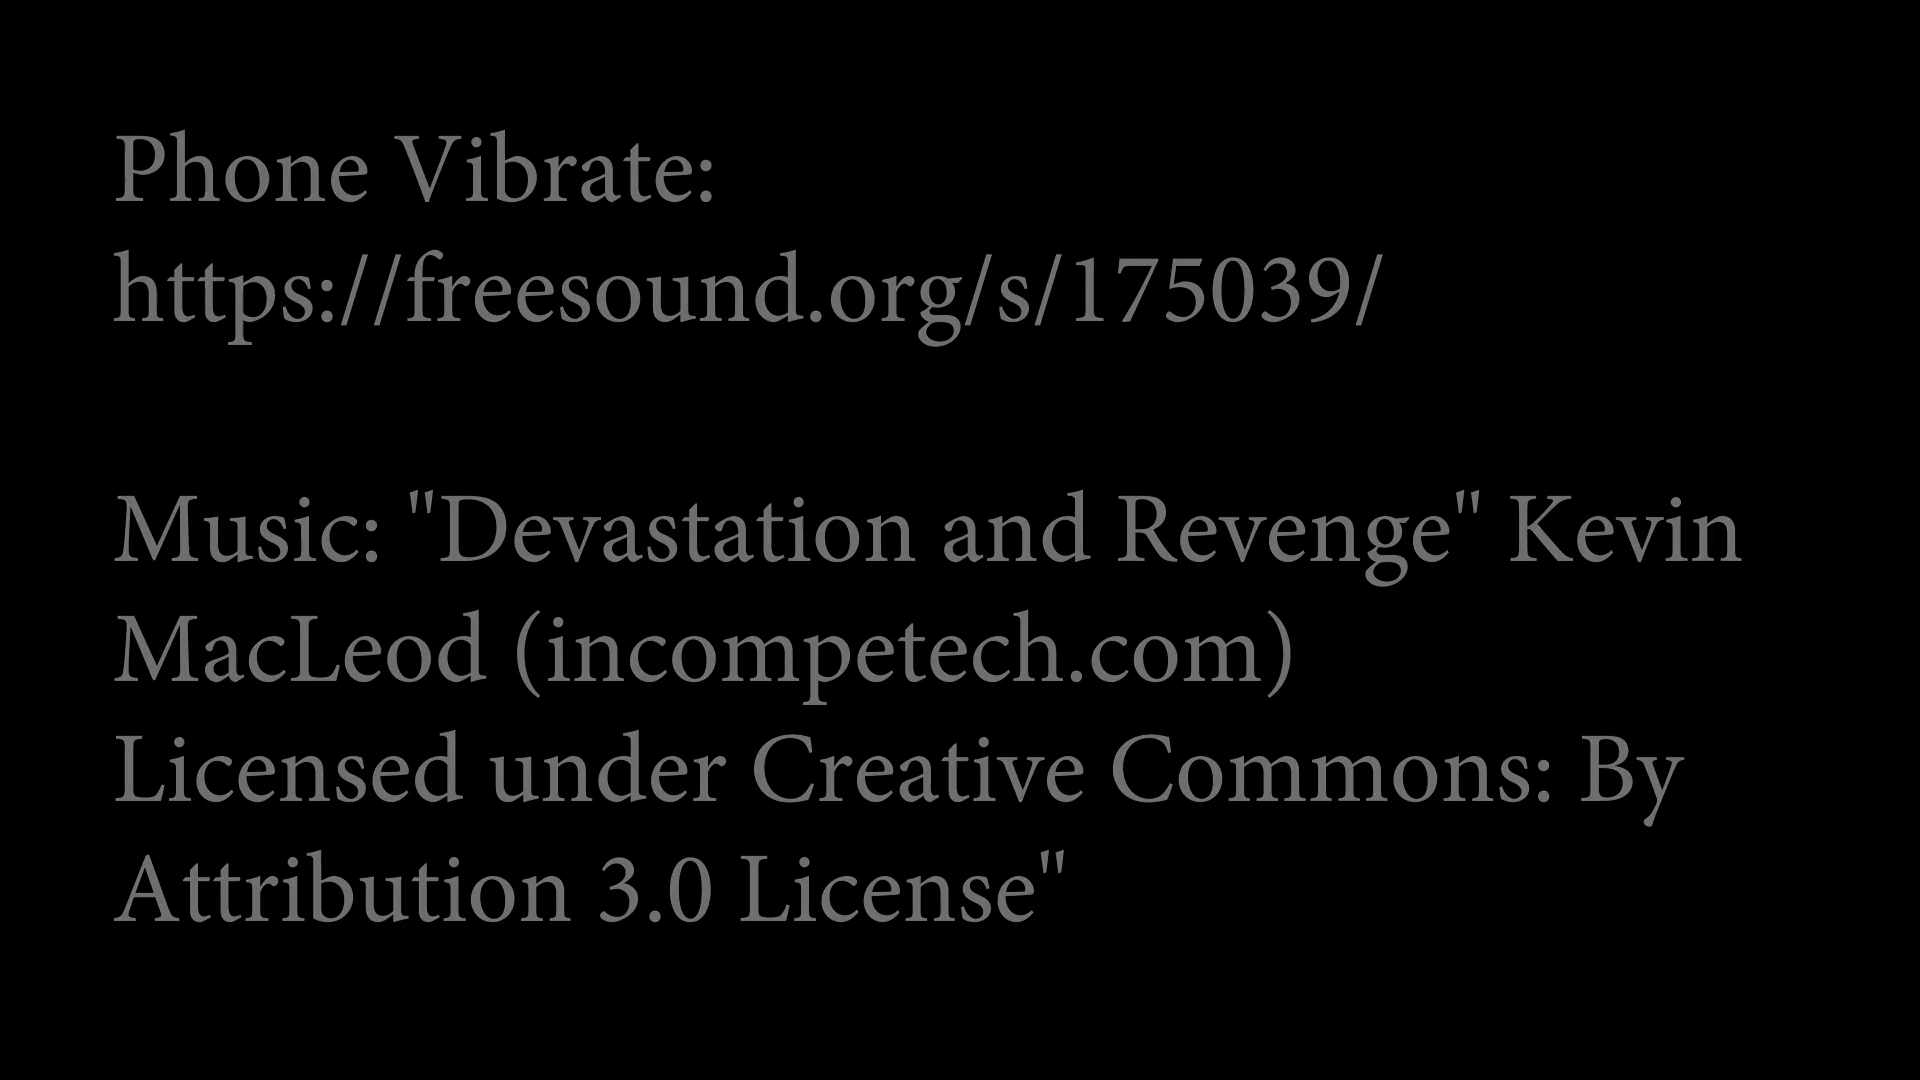 Phone Vibrate:
https://freesound.org/s/175039/
Music: "Devastation and Revenge" Kevin
MacLeod (incompetech.com)
Licensed under Creative Commons: By
Attribution 3.0 License"